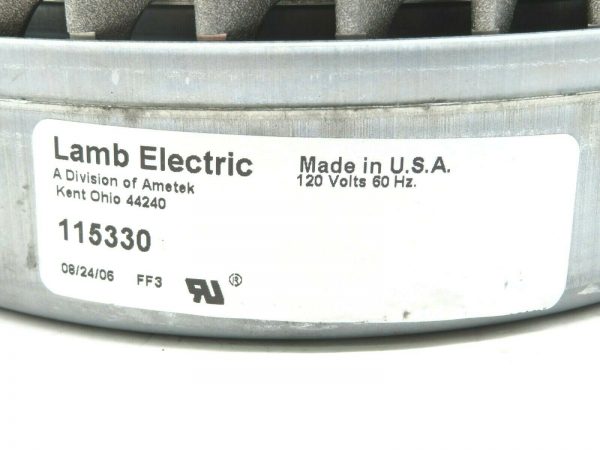 Lamb Electric
A Division of Ametek
Kent Ohio 44240
115330
08/24/06 FF3 RU ®
Made in U.S.A.
120 Volts 60 Hz.